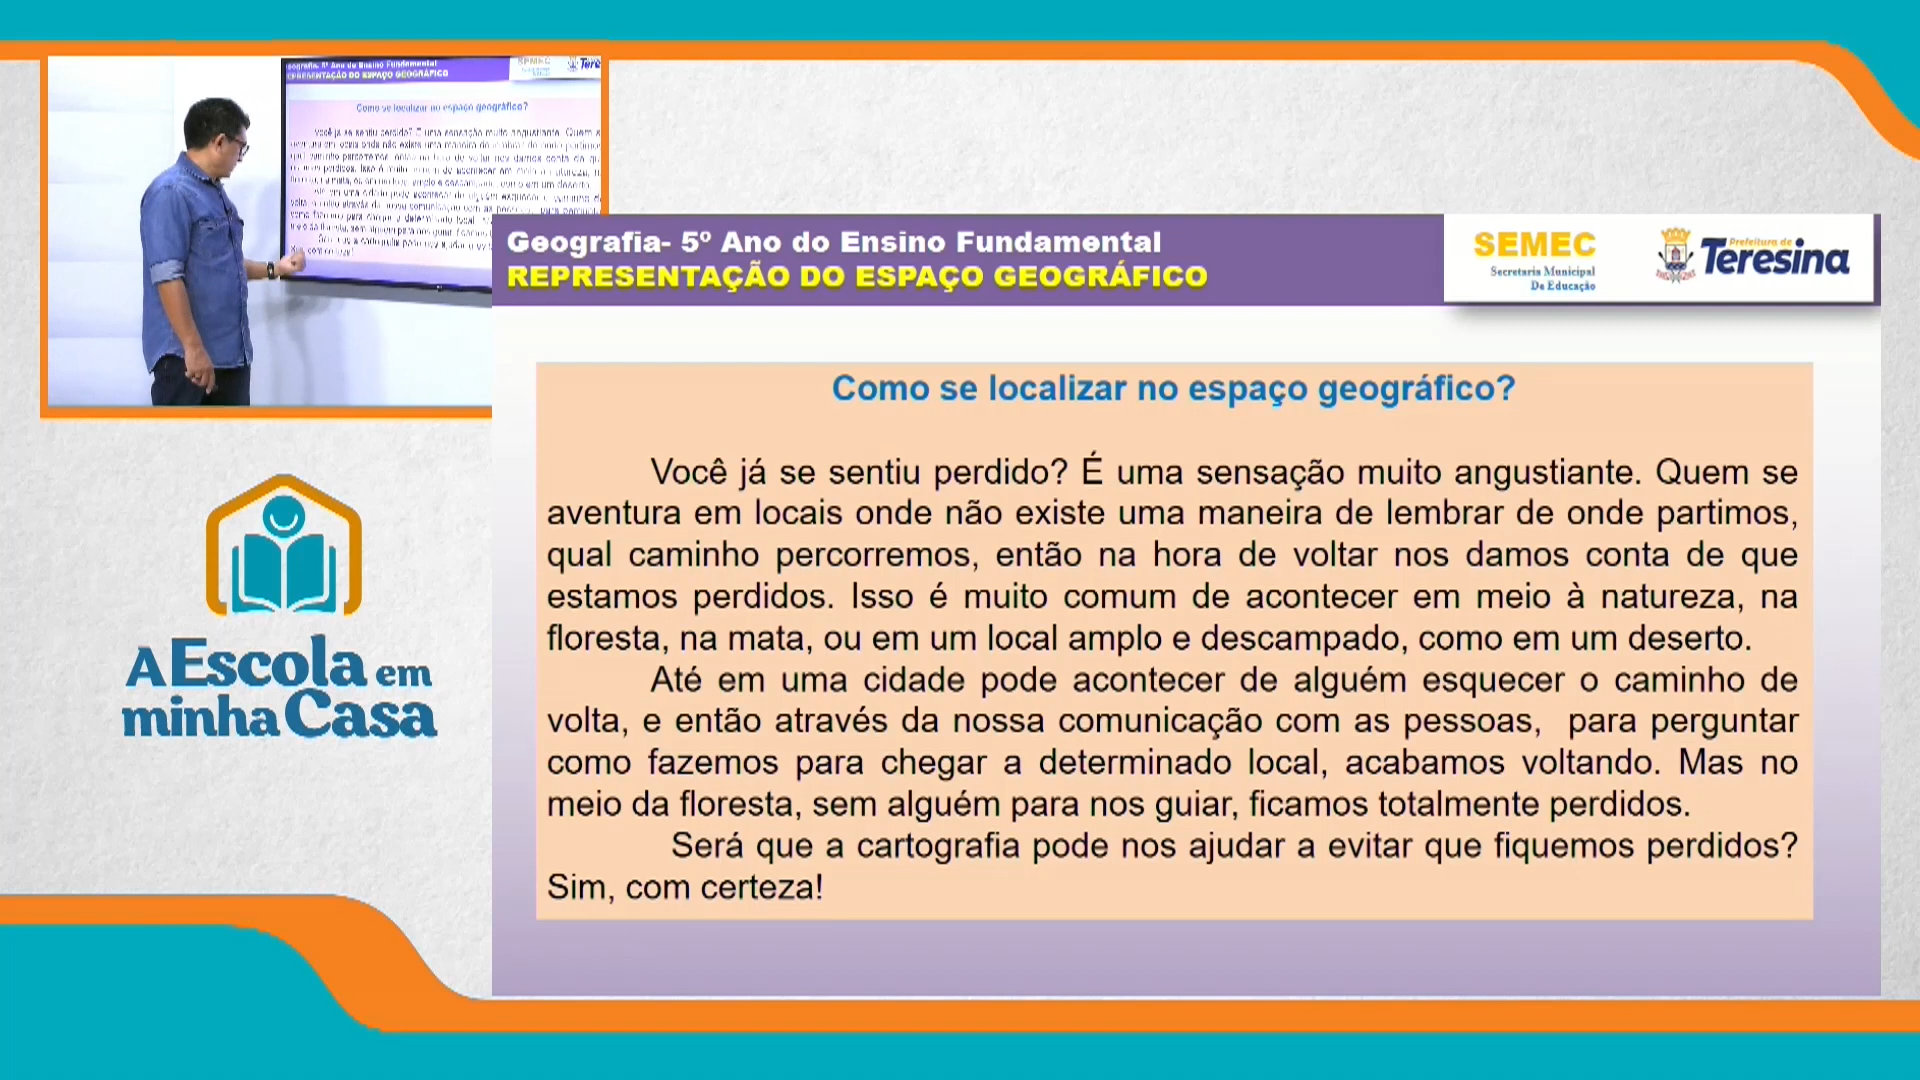 Geografia- 5º Ano do Ensino Fundamental
REPRESENTAÇÃO DO ESPAÇO GEOGRÁFICO
SEMEC
Secretaria Municipal
De Educação
Prefeitura de
Teresina
Como se localizar no espaço geográfico?
Você já se sentiu perdido? É uma sensação muito angustiante. Quem se
aventura em locais onde não existe uma maneira de lembrar de onde partimos,
qual caminho percorremos, então na hora de voltar nos damos conta de que
estamos perdidos. Isso é muito comum de acontecer em meio à natureza, na
floresta, na mata, ou em um local amplo e descampado, como em um deserto.
Até em uma cidade pode acontecer de alguém esquecer o caminho de
volta, e então através da nossa comunicação com as pessoas, para perguntar
como fazemos para chegar a determinado local, acabamos voltando. Mas no
meio da floresta, sem alguém para nos guiar, ficamos totalmente perdidos.
Será que a cartografia pode nos ajudar a evitar que fiquemos perdidos?
Sim, com certeza!
A Escola em
minha Casa